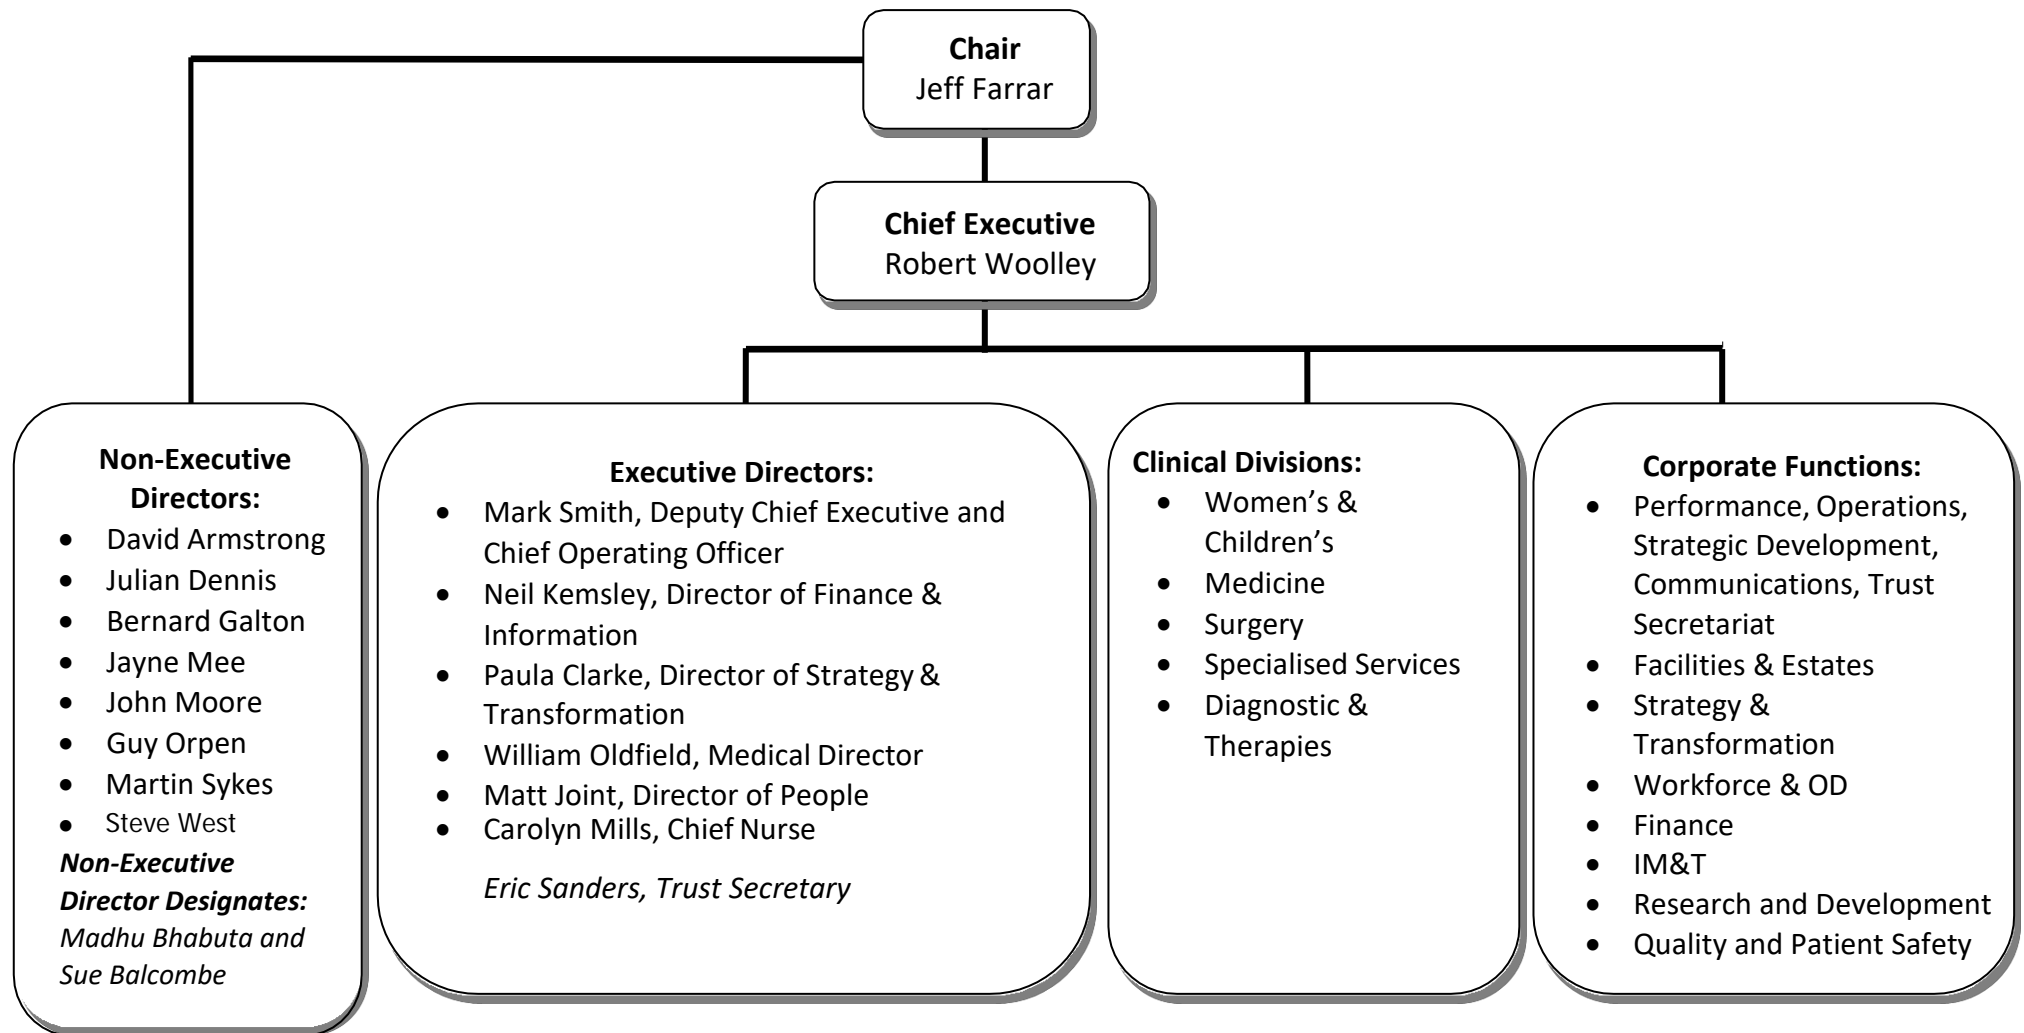 Chair
Jeff Farrar
Chief Executive
Robert Woolley
Non-Executive
Directors:
• David Armstrong
• Julian Dennis
• Bernard Galton
• Jayne Mee
• John Moore
• Guy Orpen
• Martin Sykes
• Steve West
Non-Executive
Director Designates:
Madhu Bhabuta and
Sue Balcombe
Executive Directors:
• Mark Smith, Deputy Chief Executive and
Chief Operating Officer
• Neil Kemsley, Director of Finance &
Information
• Paula Clarke, Director of Strategy &
Transformation
• William Oldfield, Medical Director
• Matt Joint, Director of People
• Carolyn Mills, Chief Nurse
Eric Sanders, Trust Secretary
Clinical Divisions:
• Women’s &
Children’s
• Medicine
• Surgery
• Specialised Services
• Diagnostic &
Therapies
Corporate Functions:
• Performance, Operations,
Strategic Development,
Communications, Trust
Secretariat
• Facilities & Estates
• Strategy &
Transformation
• Workforce & OD
• Finance
• IM&T
• Research and Development
• Quality and Patient Safety